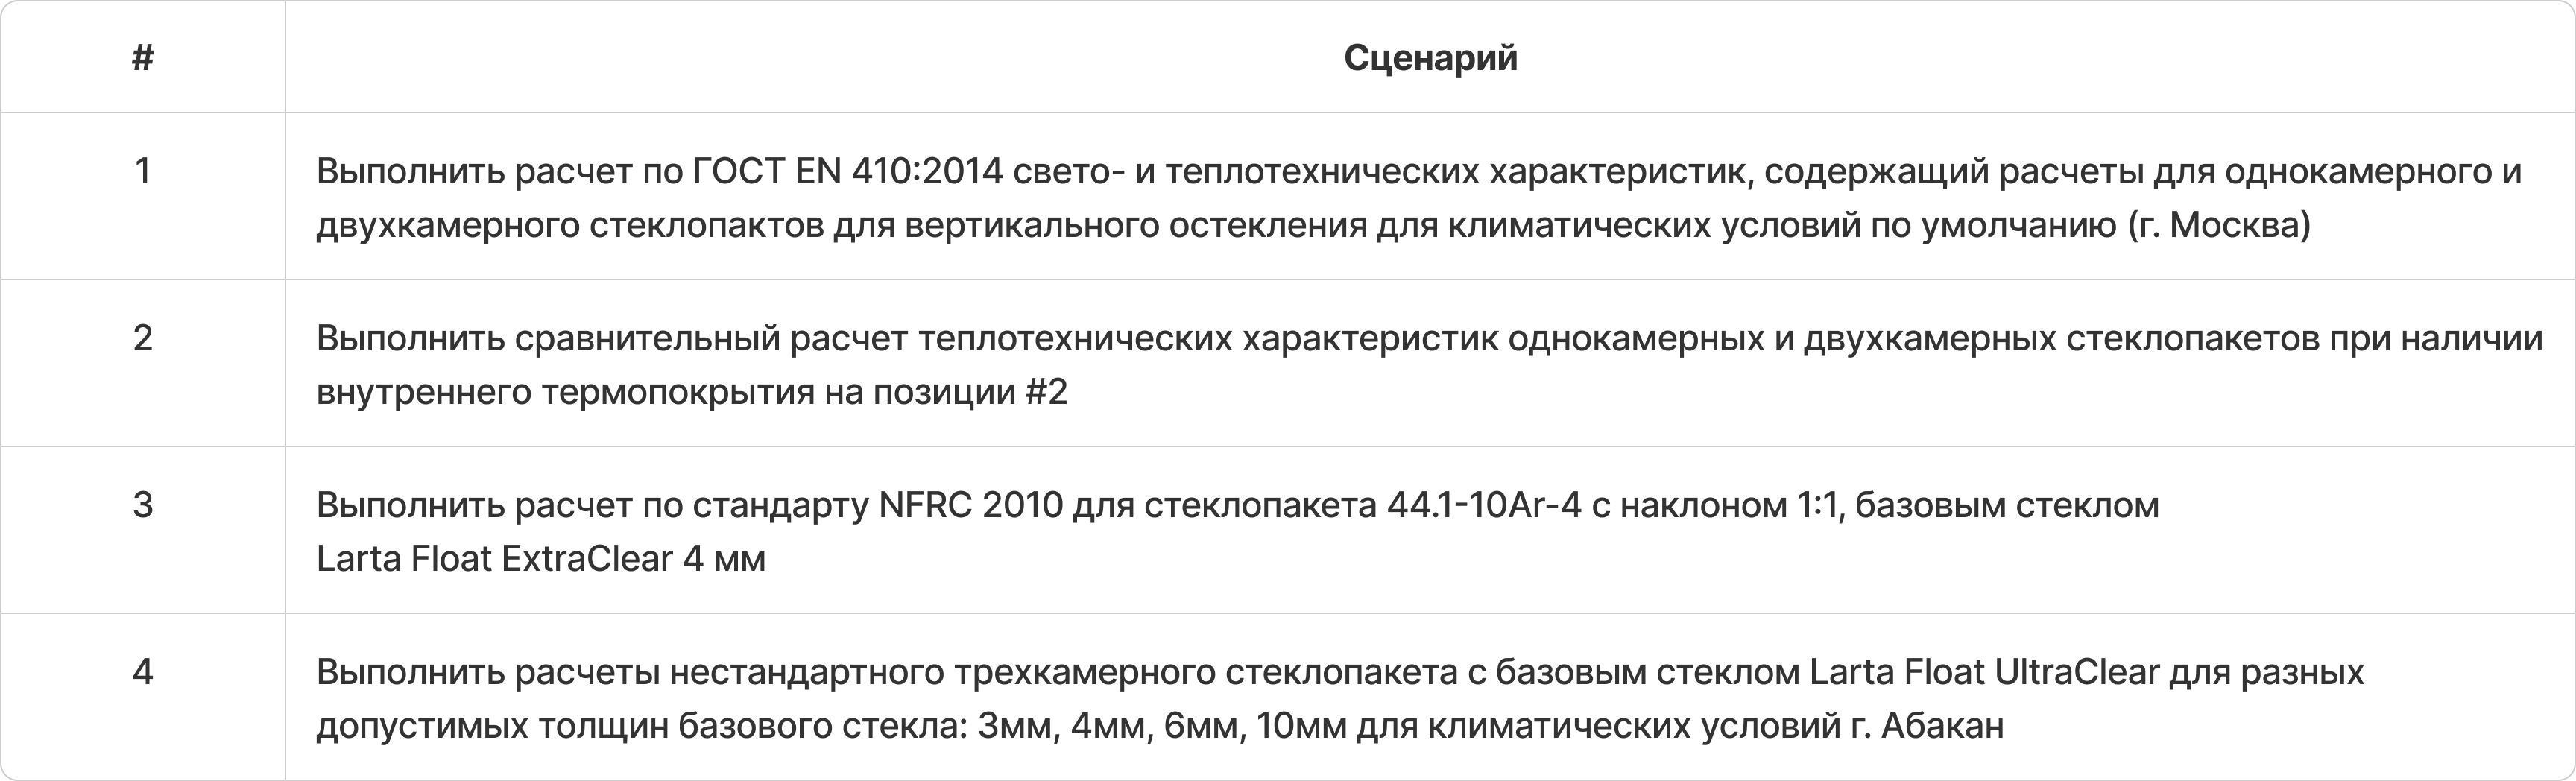 #
Сценарий
1
Выполнить расчет по ГОСТ EN 410:2014 свето- и теплотехнических характеристик, содержащий расчеты для однокамерного и
двухкамерного стеклопактов для вертикального остекления для климатических условий по умолчанию (г. Москва)
2
Выполнить сравнительный расчет теплотехнических характеристик однокамерных и двухкамерных стеклопакетов при наличии
внутреннего термопокрытия на позиции #2
3
Выполнить расчет по стандарту NFRC 2010 для стеклопакета 44.1-10Ar-4 с наклоном 1:1, базовым стеклом
Larta Float ExtraClear 4 мм
4
Выполнить расчеты нестандартного трехкамерного стеклопакета с базовым стеклом Larta Float UltraClear для разных
допустимых толщин базового стекла: 3мм, 4мм, 6мм, 10мм для климатических условий г. Абакан